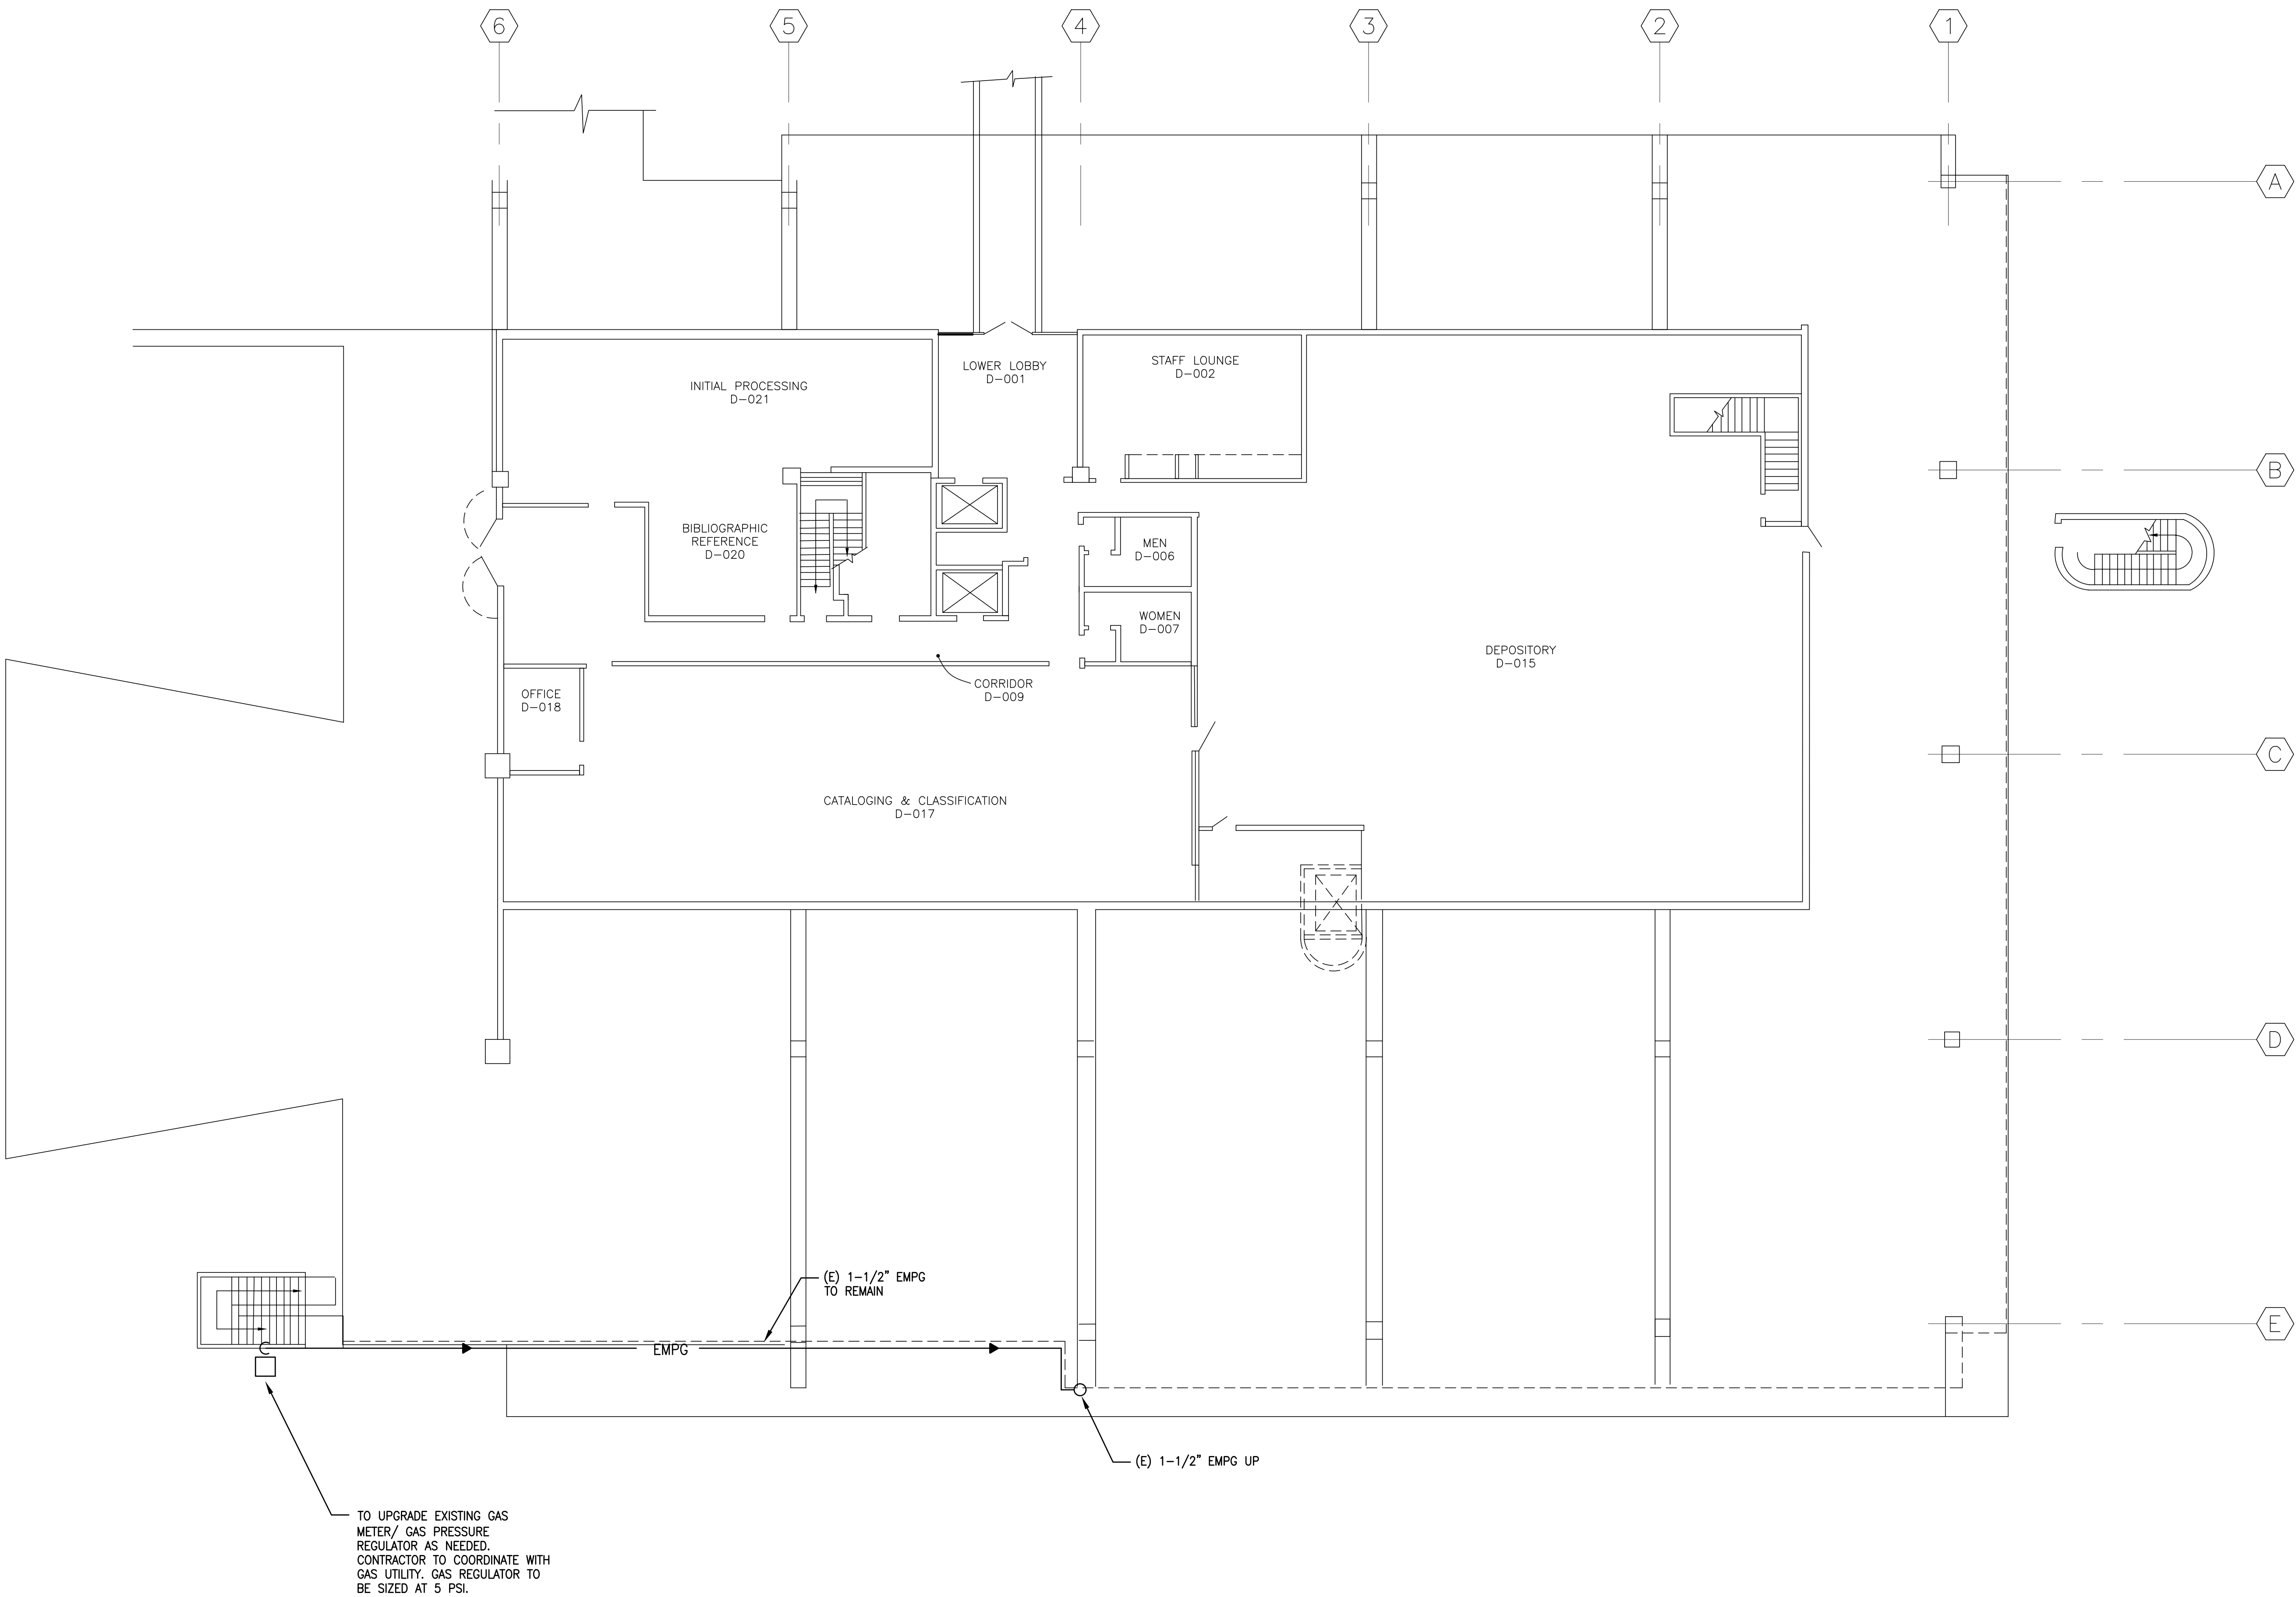 6
5
4
3
2
1
A
LOWER LOBBY
D-001
STAFF LOUNGE
D-002
INITIAL PROCESSING
D-021
B
BIBLIOGRAPHIC
REFERENCE
D-020
MEN
D-006
WOMEN
D-007
DEPOSITORY
D-015
CORRIDOR
D-009
OFFICE
D-018
C
CATALOGING & CLASSIFICATION
D-017
D
(E) 1-1/2" EMPG
TO REMAIN
E
EMPG
(E) 1-1/2" EMPG UP
TO UPGRADE EXISTING GAS
METER/ GAS PRESSURE
REGULATOR AS NEEDED.
CONTRACTOR TO COORDINATE WITH
GAS UTILITY. GAS REGULATOR TO
BE SIZED AT 5 PSI.